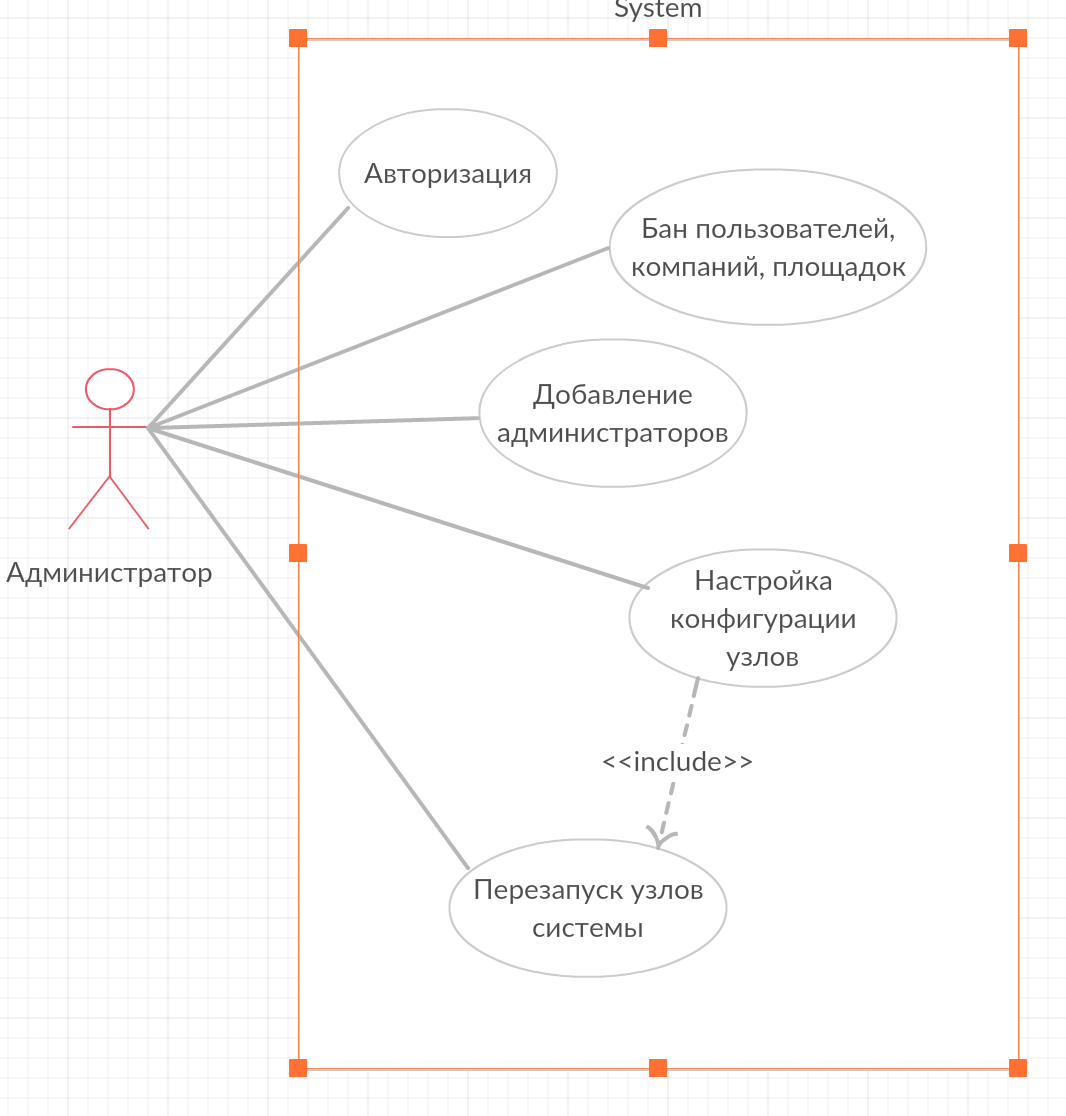 System
Авторизация
Бан пользователей,
компаний, площадок
Добавление
администраторов
Администратор
Настройка
конфигурации
узлов
<<include>>
Перезапуск узлов
системы